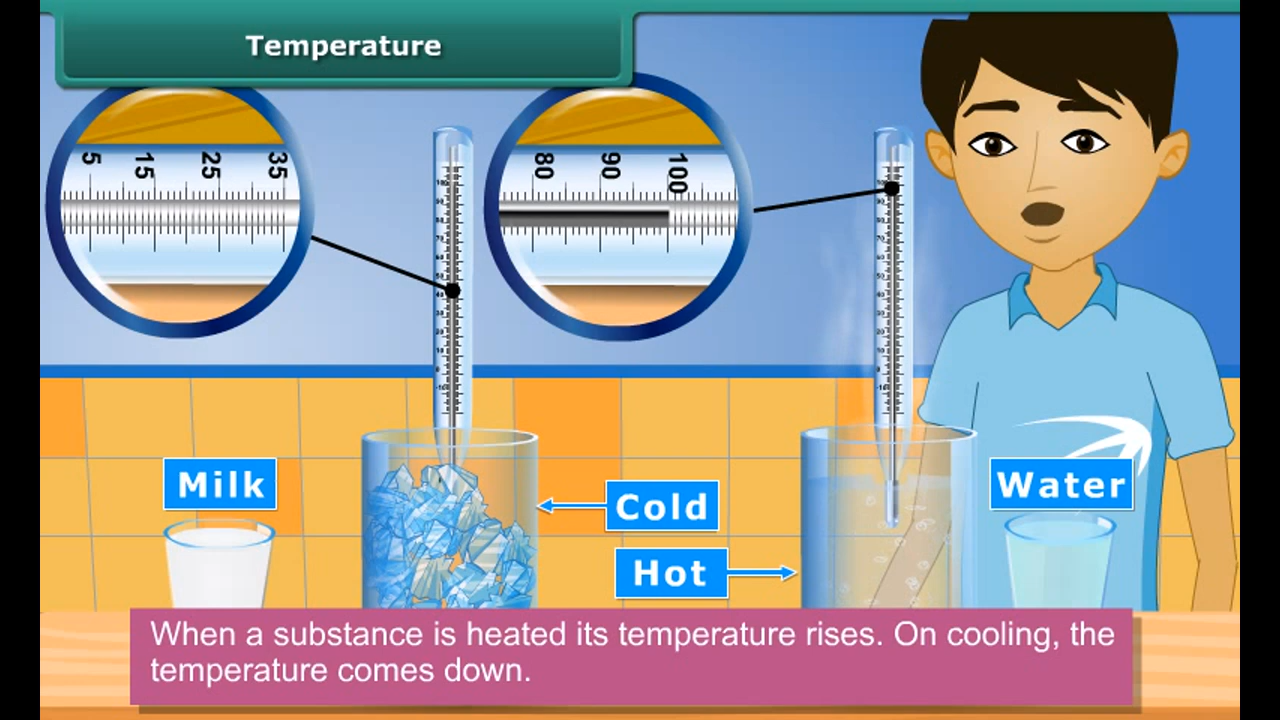 Temperature
5 15 25 35
80 90 100
Milk
Cold
Hot
Water
When a substance is heated its temperature rises. On cooling, the
temperature comes down.